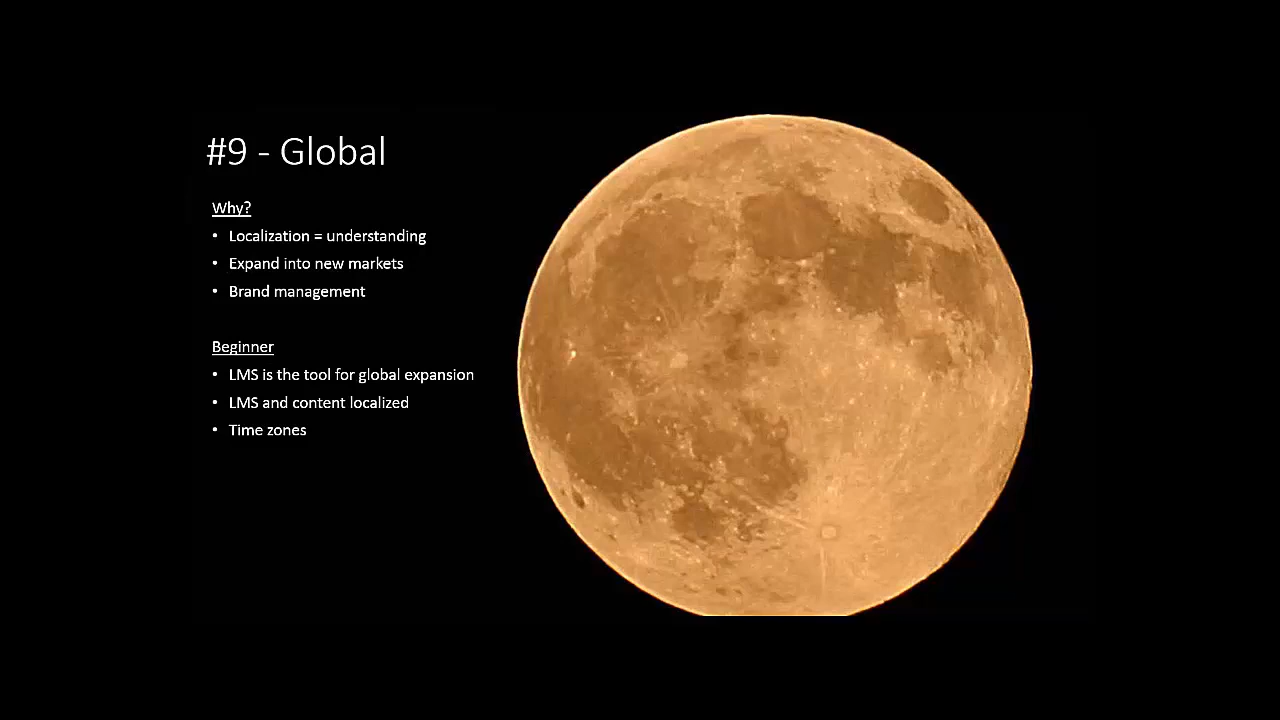 #9 - Global
Why?
• Localization = understanding
• Expand into new markets
• Brand management
Beginner
• LMS is the tool for global expansion
• LMS and content localized
• Time zones